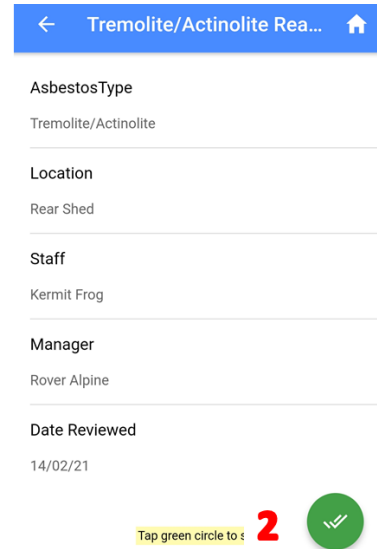 Tremolite/Actinolite Rea...
AsbestosType
Tremolite/Actinolite
Location
Rear Shed
Staff
Kermit Frog
Manager
Rover Alpine
Date Reviewed
14/02/21
Tap green circle to s
2